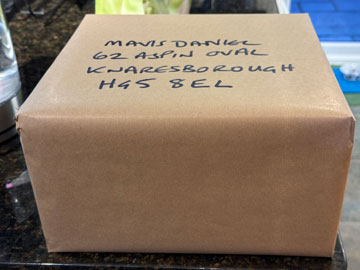 MAVIS DANIEL
62 ASPIN OVAL
KNARESBOROUGH
HG5 8EL